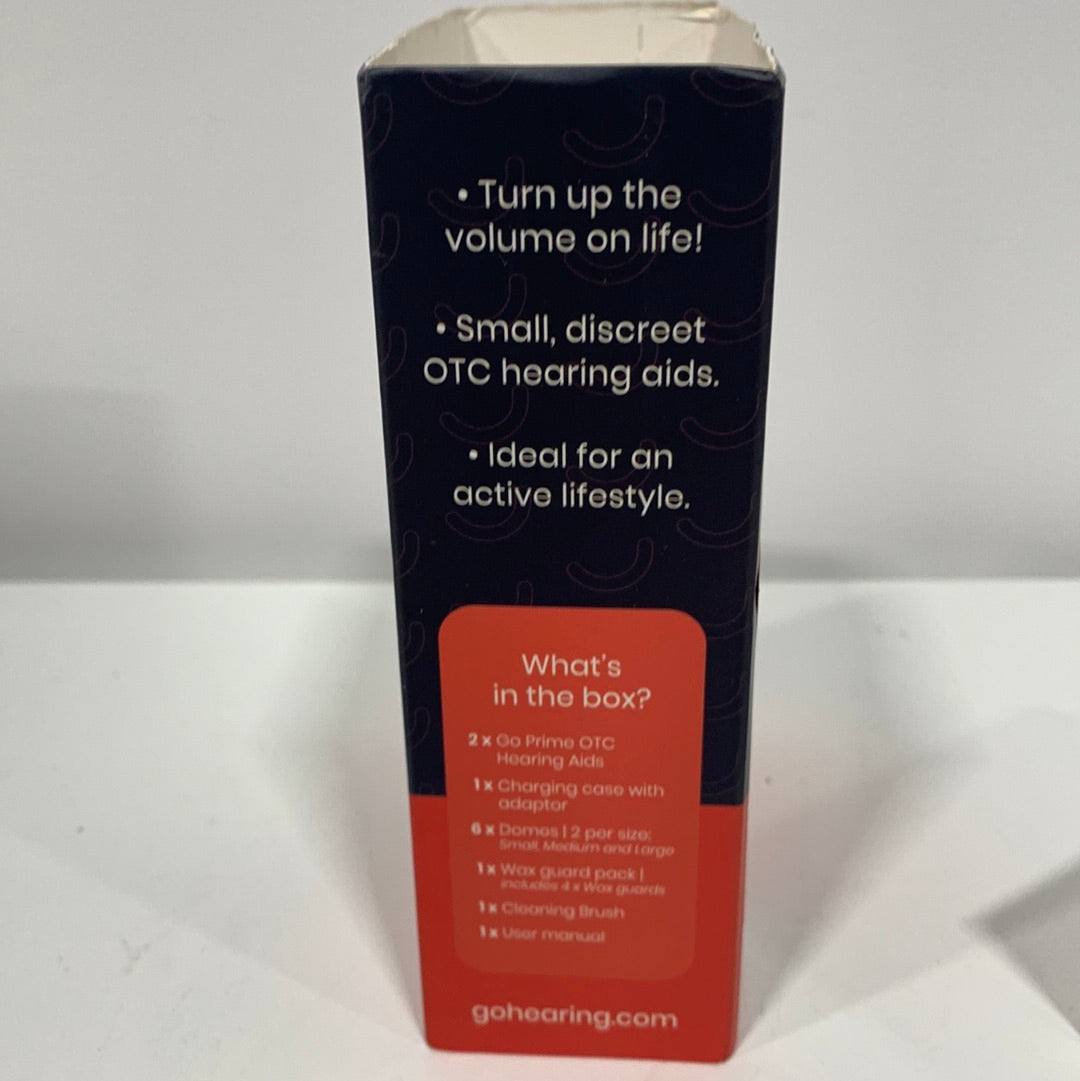 • Turn up the
volume on life!
• Small, discreet
OTC hearing aids.
• Ideal for an
active lifestyle.
What's
in the box?
2 x Go Prime OTC
Hearing Aids
1 x Charging case with
adaptor
6 x Domes | 2 per size:
Small, Medium and Large
1 x Wax guard pack |
includes 4 x Wax guards
1 x Cleaning Brush
1 x User manual
gohearing.com